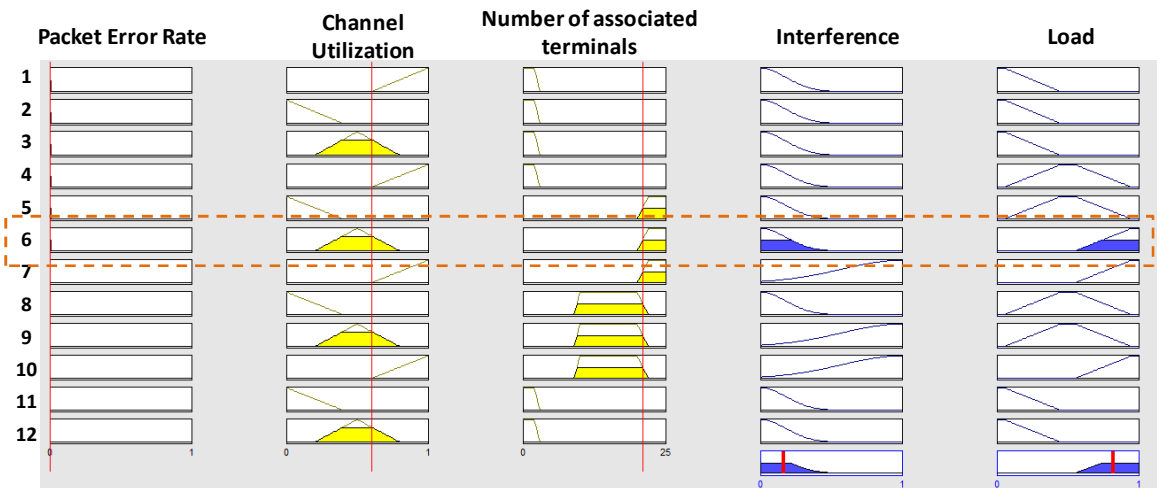 Packet Error Rate
Channel
Utilization
Number of associated
terminals
Interference
Load
1
2
3
4
5
6
7
8
9
10
11
12
0 1
0 1
0 25
0 1
0 1